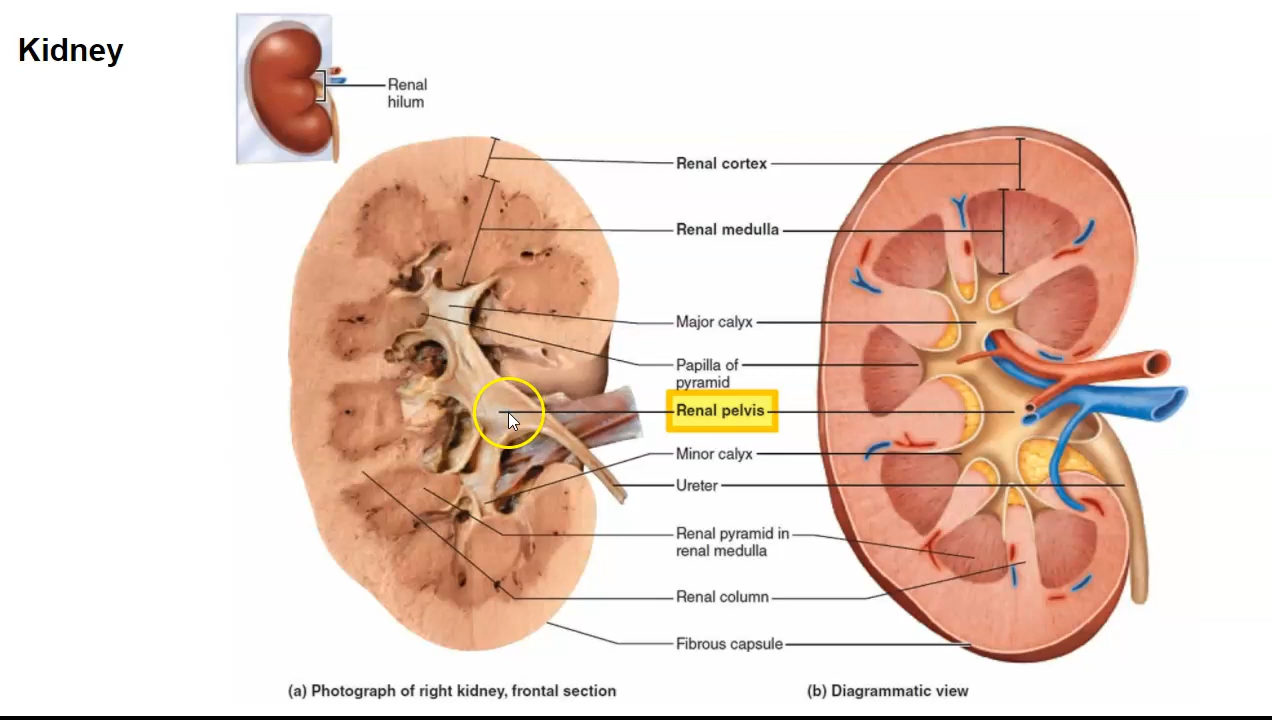 Kidney
Renal
hilum
Renal cortex
Renal medulla
Major calyx
Papilla of
pyramid
Renal pelvis
Minor calyx
Ureter
Renal pyramid in
renal medulla
Renal column
Fibrous capsule
(a) Photograph of right kidney, frontal section
(b) Diagrammatic view